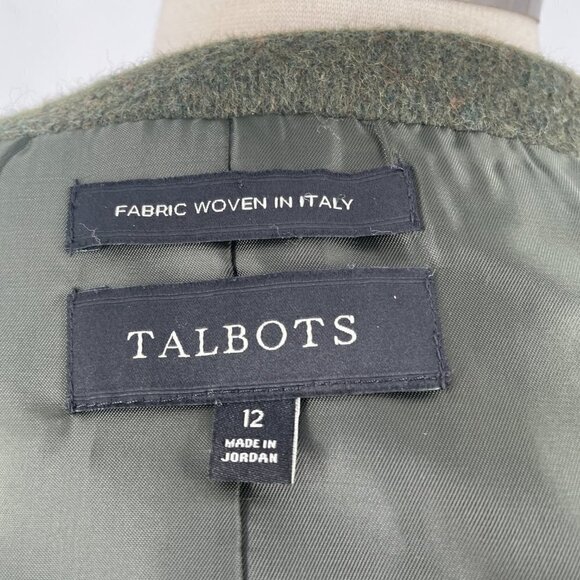 FABRIC WOVEN IN ITALY
TALBOTS
12
MADE IN
JORDAN